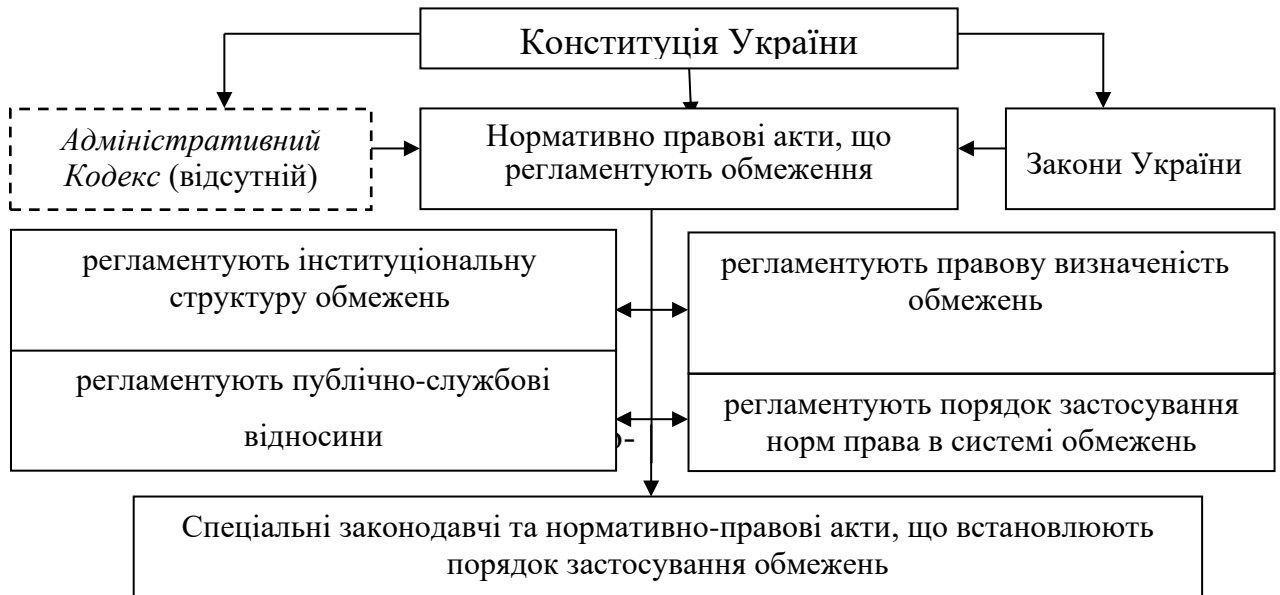 Конституція України
Адміністративний
Кодекс (відсутній)
Нормативно правові акти, що
регламентують обмеження
Закони України
регламентують інституціональну
структуру обмежень
регламентують правову визначеність
обмежень
регламентують публічно-службові
відносини
регламентують порядок застосування
норм права в системі обмежень
Спеціальні законодавчі та нормативно-правові акти, що встановлюють
порядок застосування обмежень